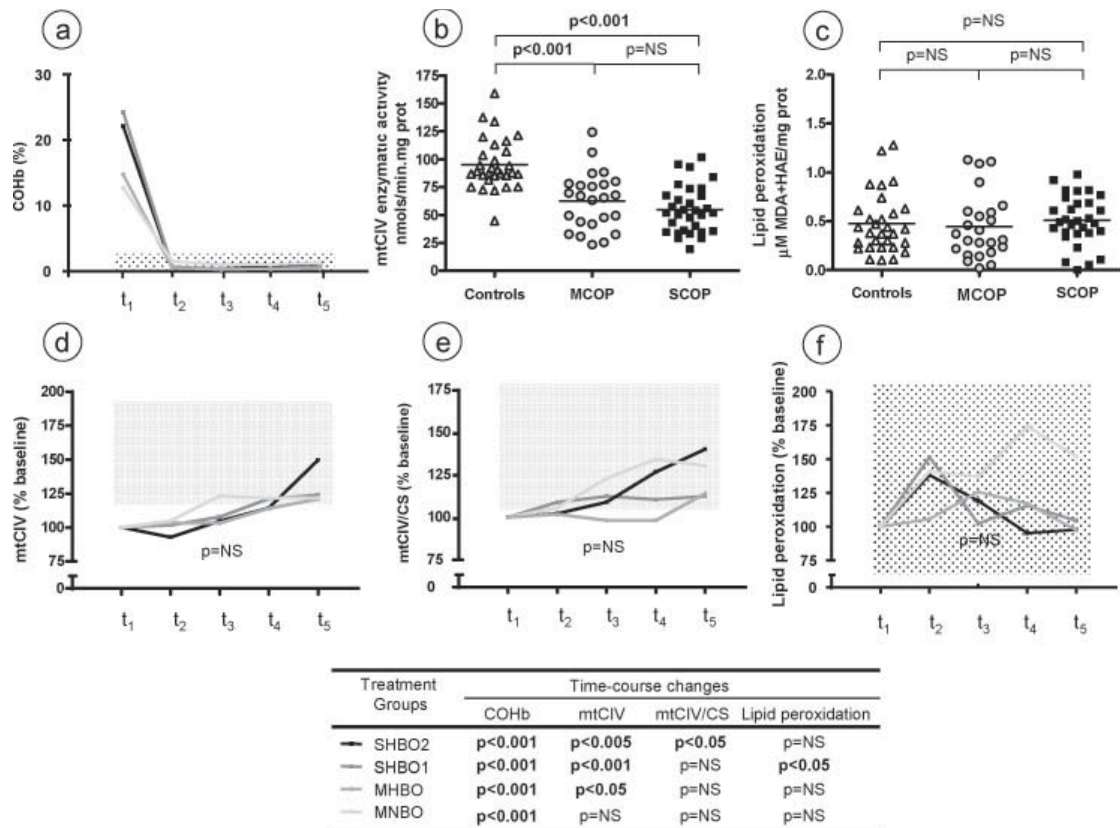 a
COHb (%)
30
20
10
0
t1 t2 t3 t4 t5
b
p<0.001
p<0.001 p=NS
mtCIV enzymatic activity
nmols/min.mg prot
175
150
125
100
75
50
25
0
Controls MCOP SCOP
c
p=NS
p=NS p=NS
Lipid peroxidation
µM MDA+HAE/mg prot
2.0
1.5
1.0
0.5
0.0
Controls MCOP SCOP
d
mtCIV (% baseline)
200
175
150
125
100
75
0
p=NS
t1 t2 t3 t4 t5
e
mtCIV/CS (% baseline)
175
150
125
100
75
0
p=NS
t1 t2 t3 t4 t5
f
Lipid peroxidation (% baseline)
200
175
150
125
100
75
0
p=NS
t1 t2 t3 t4 t5
Treatment Groups
Time-course changes
COHb mtCIV mtCIV/CS Lipid peroxidation
SHBO2 p<0.001 p<0.005 p<0.05 p=NS
SHBO1 p<0.001 p<0.001 p=NS p<0.05
MHBO p<0.001 p<0.05 p=NS p=NS
MNBO p<0.001 p=NS p=NS p=NS